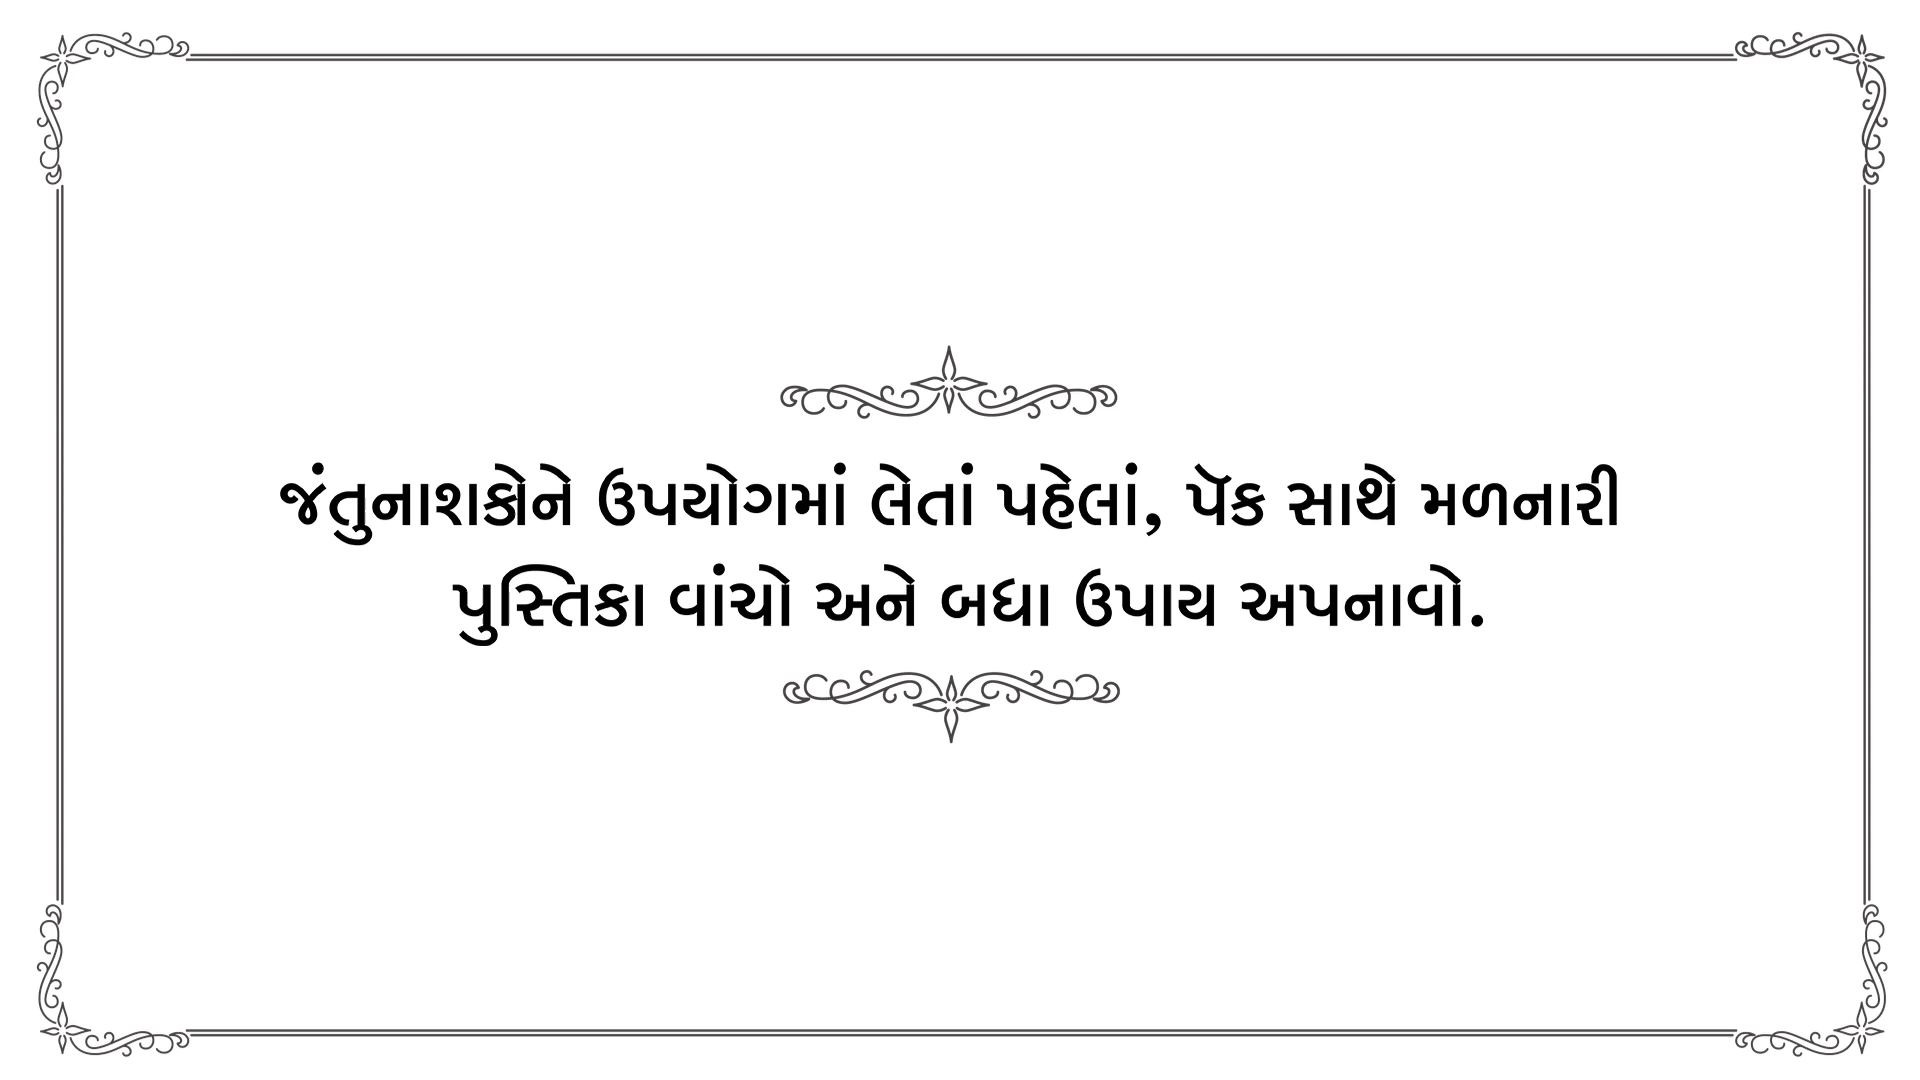 જંતુનાશકોને ઉપયોગમાં લેતાં પહેલાં, પૅક સાથે મળનારી
પુસ્તિકા વાંચો અને બધા ઉપાય અપનાવો.